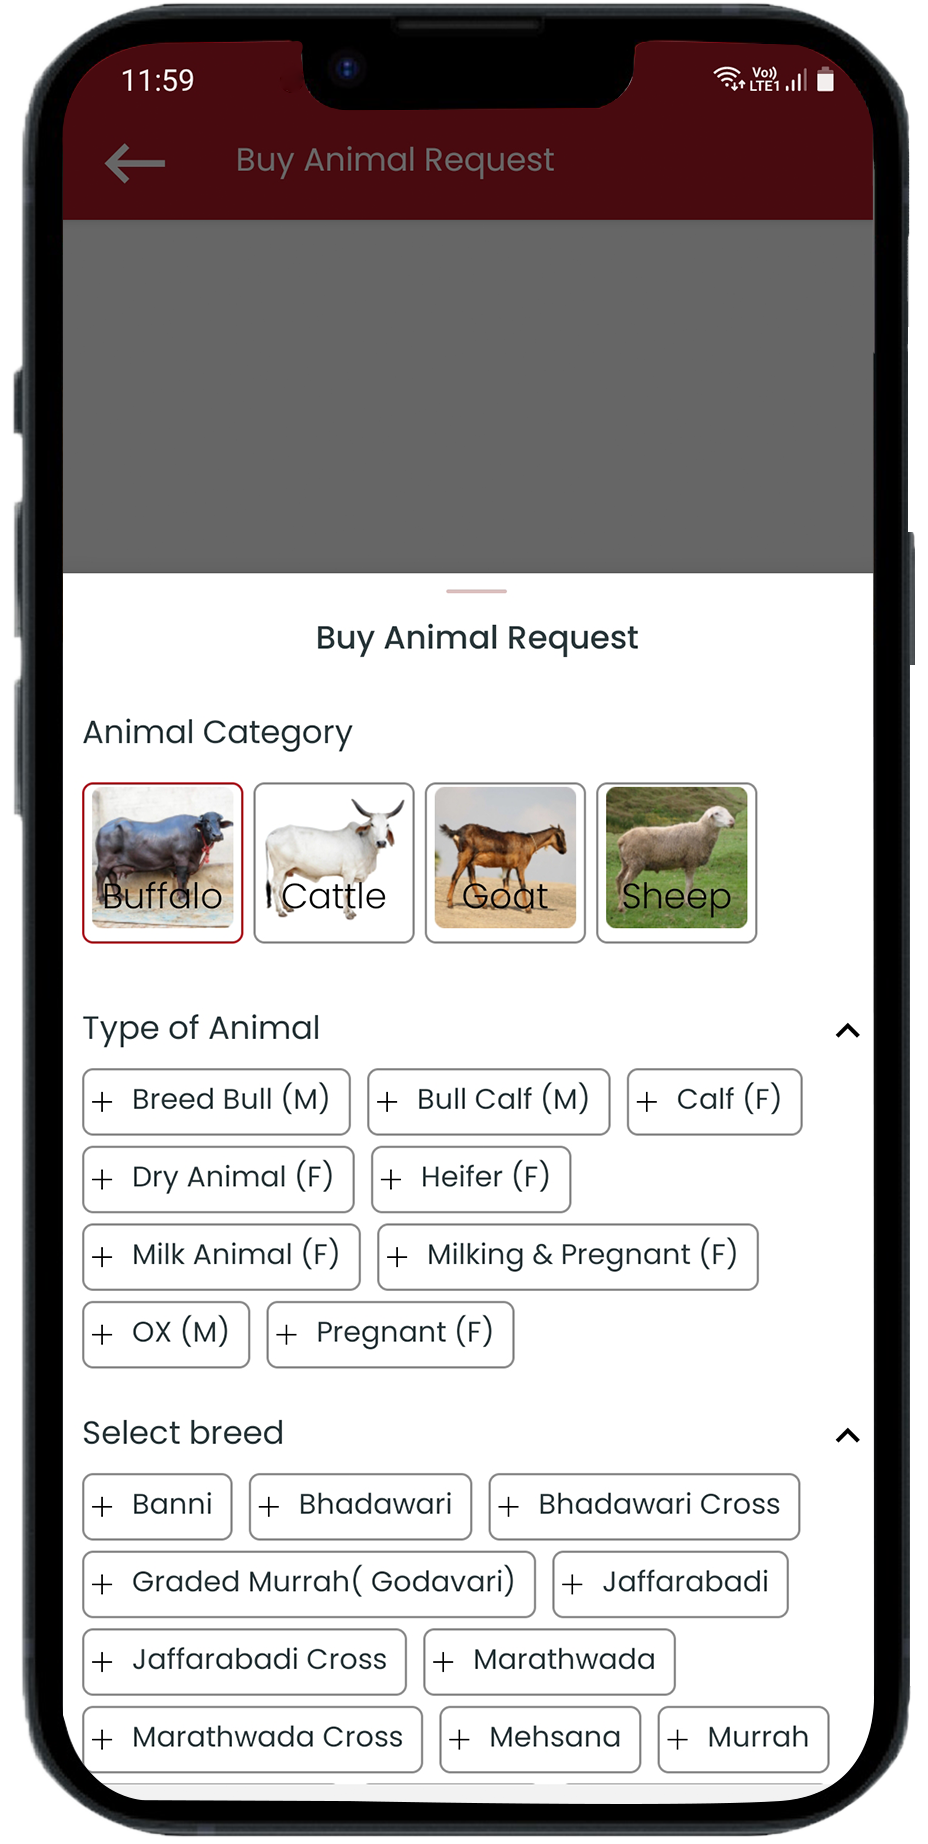 11:59
Vo)) LTE1
Buy Animal Request
Buy Animal Request
Animal Category
Buffalo Cattle Goat Sheep
Type of Animal
+ Breed Bull (M) + Bull Calf (M) + Calf (F)
+ Dry Animal (F) + Heifer (F)
+ Milk Animal (F) + Milking & Pregnant (F)
+ OX (M) + Pregnant (F)
Select breed
+ Banni + Bhadawari + Bhadawari Cross
+ Graded Murrah( Godavari) + Jaffarabadi
+ Jaffarabadi Cross + Marathwada
+ Marathwada Cross + Mehsana + Murrah